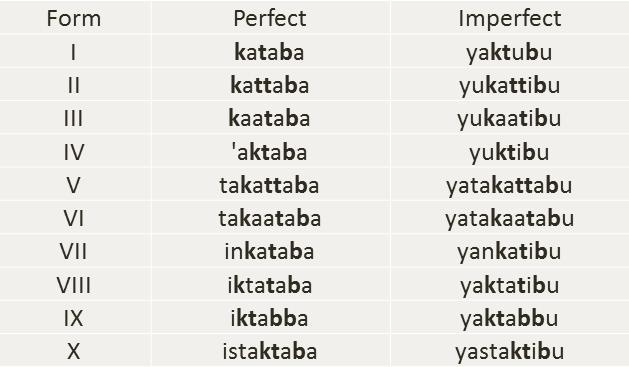 Form Perfect Imperfect
I kataba yaktubu
II kattaba yukattibu
III kaataba yukaatibu
IV 'aktaba yuktibu
V takattaba yatakattabu
VI takaataba yatakaatabu
VII inkataba yankatibu
VIII iktataba yaktatibu
IX iktabba yaktabbu
X istaktaba yastaktibu